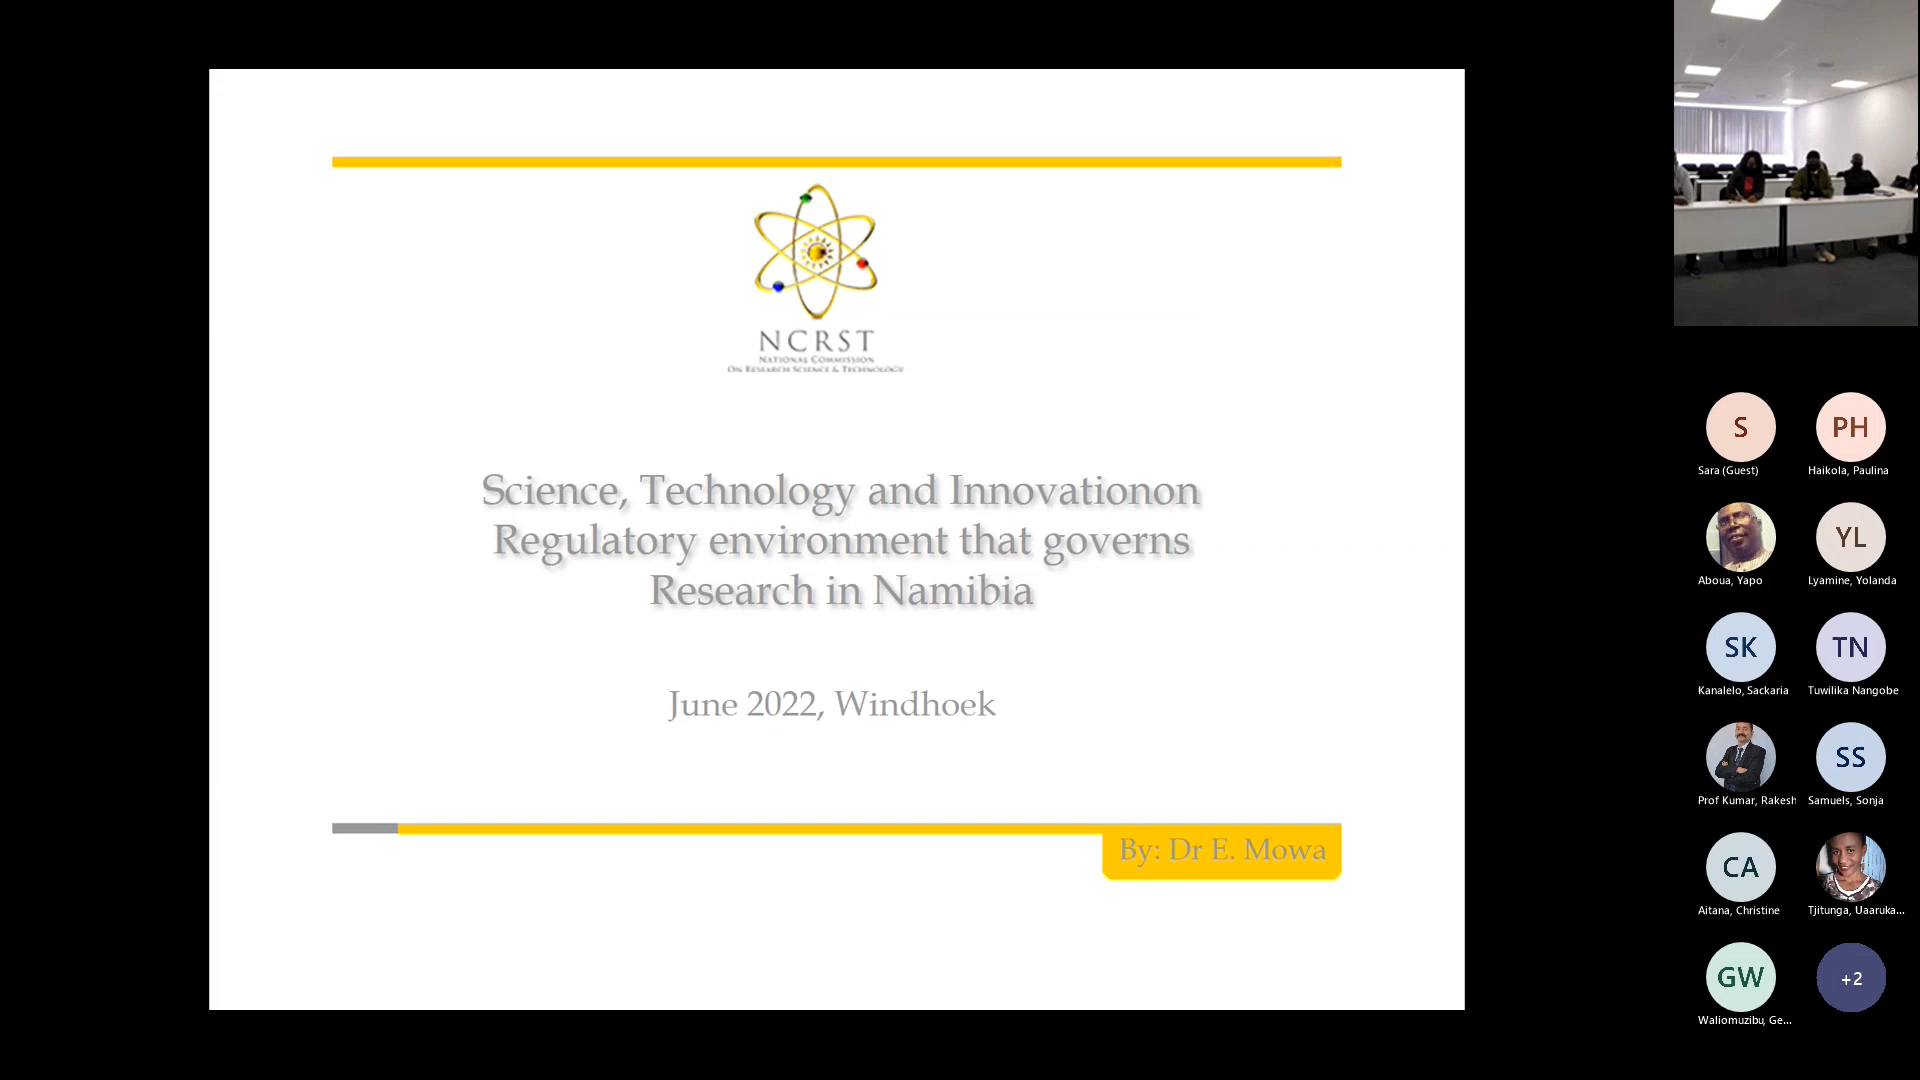 NCRST
NATIONAL COMMISSION
ON RESEARCH SCIENCE & TECHNOLOGY
Science, Technology and Innovationon
Regulatory environment that governs
Research in Namibia
June 2022, Windhoek
By: Dr E. Mowa
S
Sara (Guest)
PH
Haikola, Paulina
Aboua, Yapo
YL
Lyamine, Yolanda
SK
Kanalelo, Sackaria
TN
Tuwilika Nangobe
Prof Kumar, Rakesh
SS
Samuels, Sonja
CA
Aitana, Christine
Tjitunga, Uaaruka...
GW
Waliomuzibu, Ge...
+2